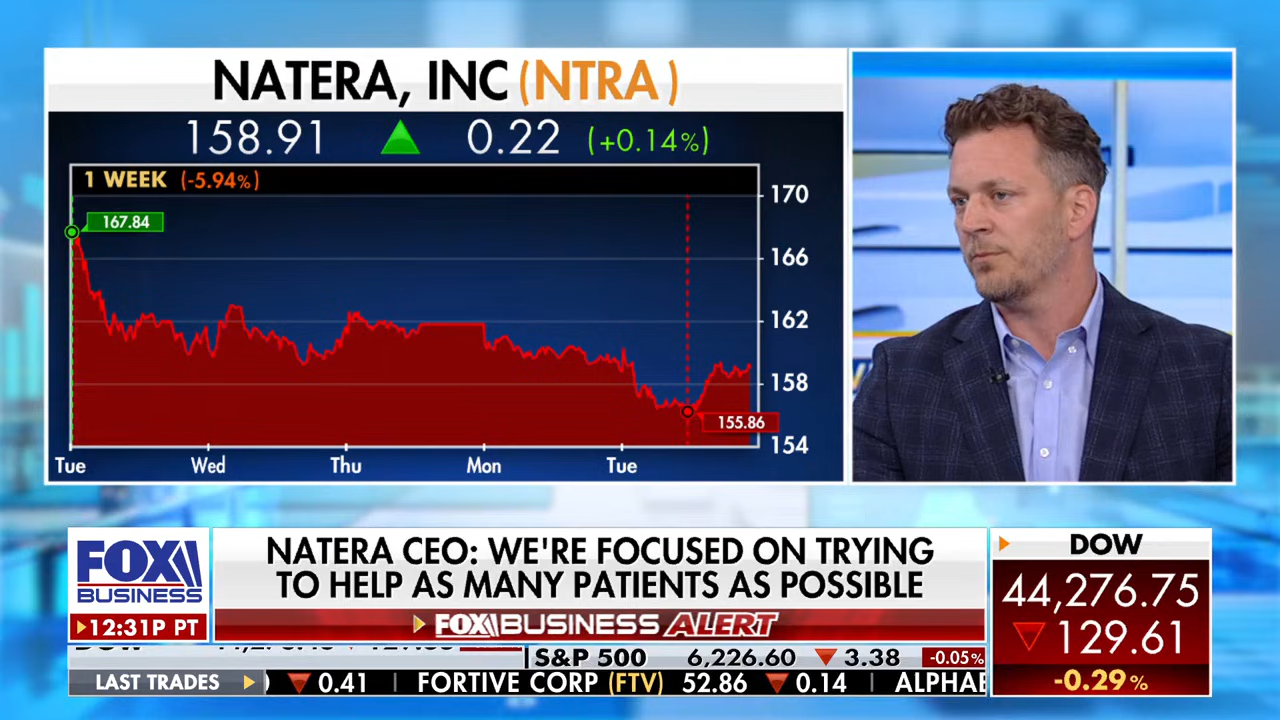 NATERA, INC (NTRA)
158.91 ▲ 0.22 (+0.14%)
1 WEEK (-5.94%)
170
167.84
166
162
158
155.86
154
Tue Wed Thu Mon Tue
FOX
BUSINESS
12:31P PT
NATERA CEO: WE'RE FOCUSED ON TRYING
TO HELP AS MANY PATIENTS AS POSSIBLE
FOX BUSINESS ALERT
DOW
44,276.75
▽ 129.61
-0.29%
S&P 500 6,226.60 ▼ 3.38 -0.05%
LAST TRADES ) ▼ 0.41 | FORTIVE CORP (FTV) 52.86 ▼ 0.14 | ALPHAB